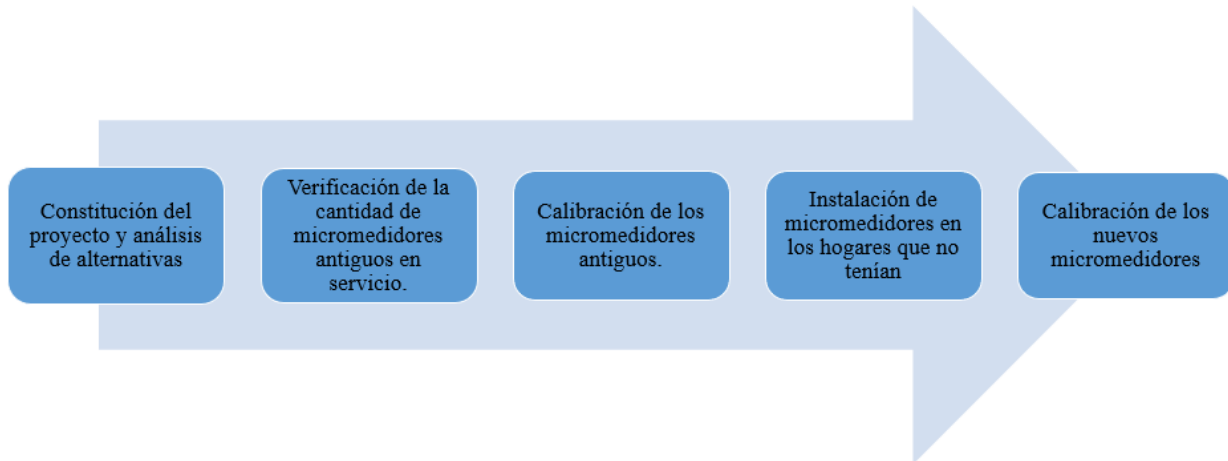 Constitución del
proyecto y análisis
de alternativas
Verificación de la
cantidad de
micromedidores
antiguos en
servicio.
Calibración de los
micromedidores
antiguos.
Instalación de
micromedidores en
los hogares que no
tenían
Calibración de los
nuevos
micromedidores